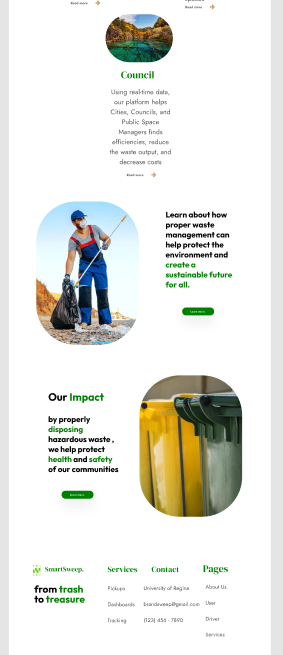 Read more
Read more
Council
Using real-time data,
our platform helps
Cities, Councils, and
Public Space
Managers finds
efficiencies, reduce
the waste output, and
decrease costs
Read more
Learn about how
proper waste
management can
help protect the
environment and
create a
sustainable future
for all.
Learn more
Our Impact
by properly
disposing
hazardous waste ,
we help protect
health and safety
of our communities
SmartSweep.
from trash
to treasure
Services
Pickups
Dashboards
Tracking
Contact
University of Regina
brandsweep@gmail.com
(123) 456 - 7890
Pages
About Us
User
Driver
Services